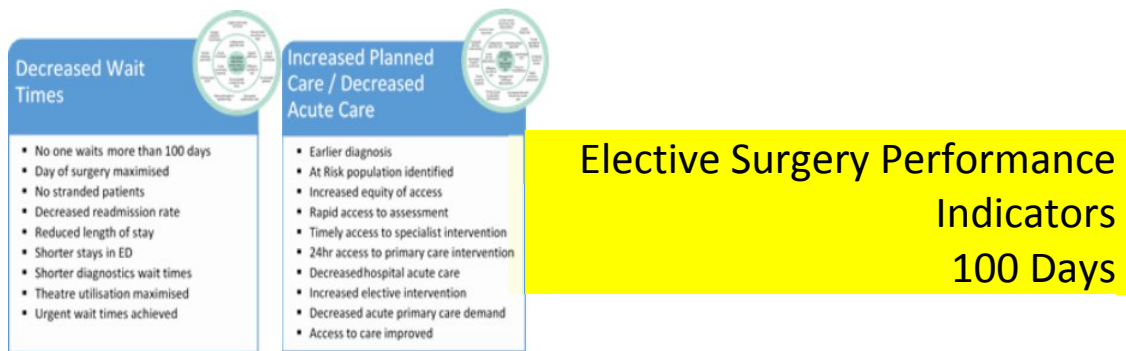 Decreased Wait
Times
No one waits more than 100 days
Day of surgery maximised
No stranded patients
Decreased readmission rate
Reduced length of stay
Shorter stays in ED
Shorter diagnostics wait times
Theatre utilisation maximised
Urgent wait times achieved
Increased Planned
Care / Decreased
Acute Care
Earlier diagnosis
At Risk population identified
Increased equity of access
Rapid access to assessment
Timely access to specialist intervention
24hr access to primary care intervention
Decreasedhospital acute care
Increased elective intervention
Decreased acute primary care demand
Access to care improved
Elective Surgery Performance
Indicators
100 Days